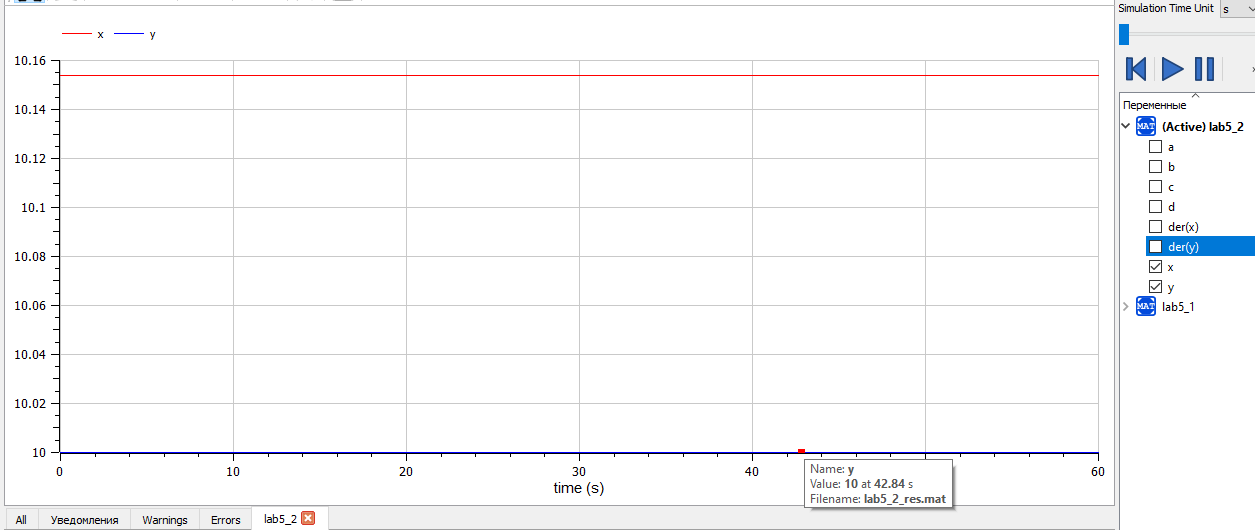 Simulation Time Unit s
x y
10.16
10.14
10.12
10.1
10.08
10.06
10.04
10.02
10
0 10 20 30 40 60
time (s)
Name: y
Value: 10 at 42.84 s
Filename: lab5_2_res.mat
Переменные
MAT (Active) lab5_2
a
b
c
d
der(x)
der(y)
x
y
MAT lab5_1
All Уведомления Warnings Errors lab5_2